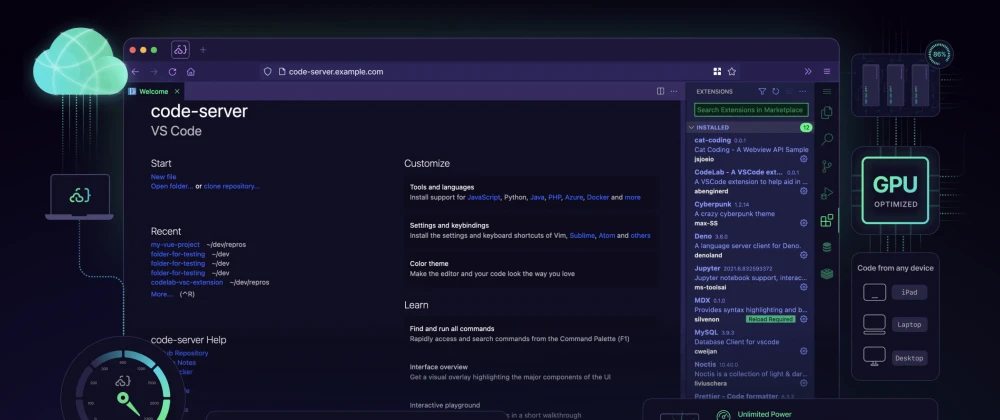 code-server.example.com
Welcome
code-server
VS Code
Start
New file
Open folder... or clone repository...
Recent
my-vue-project ~/dev/repros
folder-for-testing ~/dev
folder-for-testing ~/dev
folder-for-testing ~/dev
codelab-vsc-extension ~/dev/repros
More... (^R)
code-server Help
Repository
Notes
Customize
Tools and languages
Install support for JavaScript, Python, Java, PHP, Azure, Docker and more
Settings and keybindings
Install the settings and keyboard shortcuts of Vim, Sublime, Atom and others
Color theme
Make the editor and your code look the way you love
Learn
Find and run all commands
Rapidly access and search commands from the Command Palette (F1)
Interface overview
Get a visual overview highlighting the major components of the UI
Interactive playground
s in a short walkthrough
EXTENSIONS
Search Extensions in Marketplace
INSTALLED 12
cat-coding 0.0.1
Cat Coding - A Webview API Sample
jsjoeio
CodeLab - A VSCode ext... 0.0.1
A VSCode extension to help aid in ...
abenginerd
Cyberpunk 1.2.14
A crazy cyberpunk theme
max-SS
Deno 3.6.0
A language server client for Deno.
denoland
Jupyter
Jupyter notebook support, interac...
ms-toolsai
MDX 0.1.0
Provides syntax highlighting and b...
silvenon Reload Required
MySQL 3.9.3
Database Client for vscode
cweijan
Noctis 10.40.0
Noctis is a collection of light & dar...
liviuschera
Prettier - Code formatter
86%
GPU
OPTIMIZED
Code from any device
iPad
Laptop
Desktop
Unlimited Power